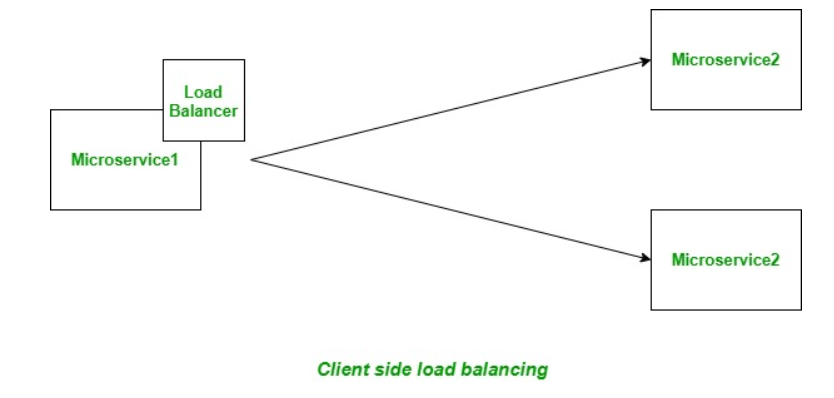 Load
Balancer
Microservice1
Microservice2
Microservice2
Client side load balancing